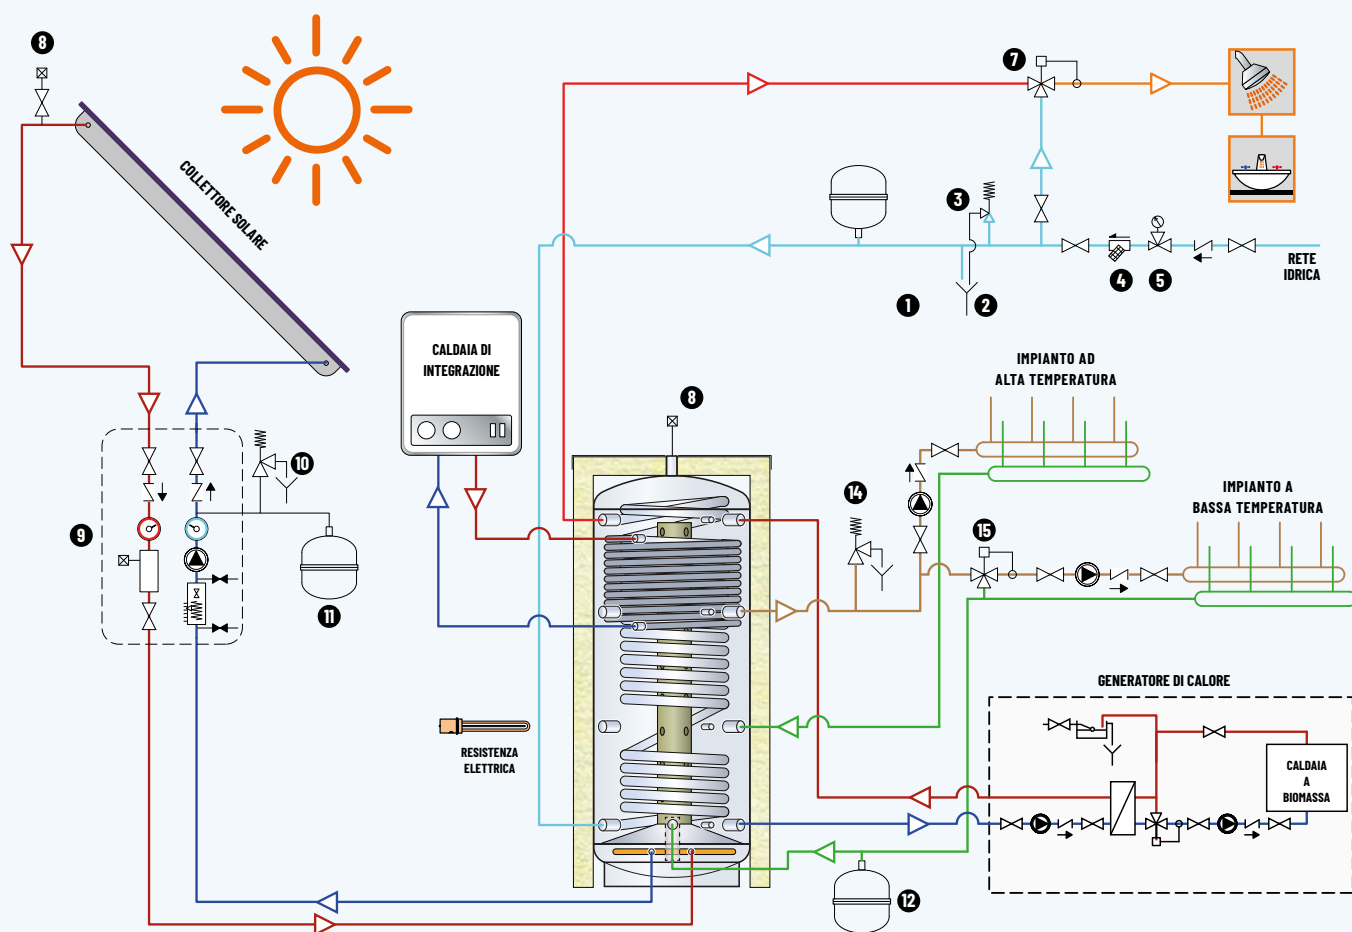 8
7
COLLETTORE SOLARE
3
4
5
RETE
IDRICA
1
2
CALDAIA DI
INTEGRAZIONE
IMPIANTO AD
ALTA TEMPERATURA
8
10
14
IMPIANTO A
BASSA TEMPERATURA
9
15
11
GENERATORE DI CALORE
RESISTENZA
ELETTRICA
CALDAIA
A
BIOMASSA
12